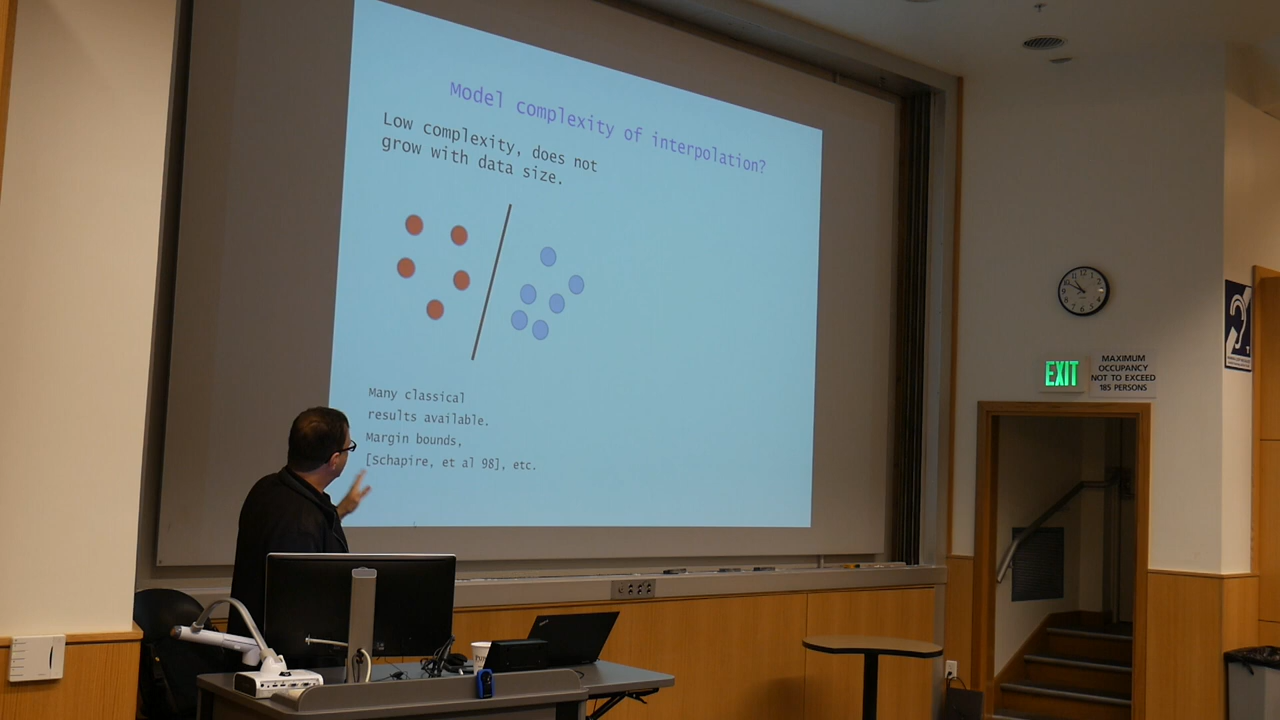 Model complexity of interpolation?
Low complexity, does not
grow with data size.
Many classical
results available.
Margin bounds,
[Schapire, et al 98], etc.
EXIT
MAXIMUM
OCCUPANCY
NOT TO EXCEED
185 PERSONS